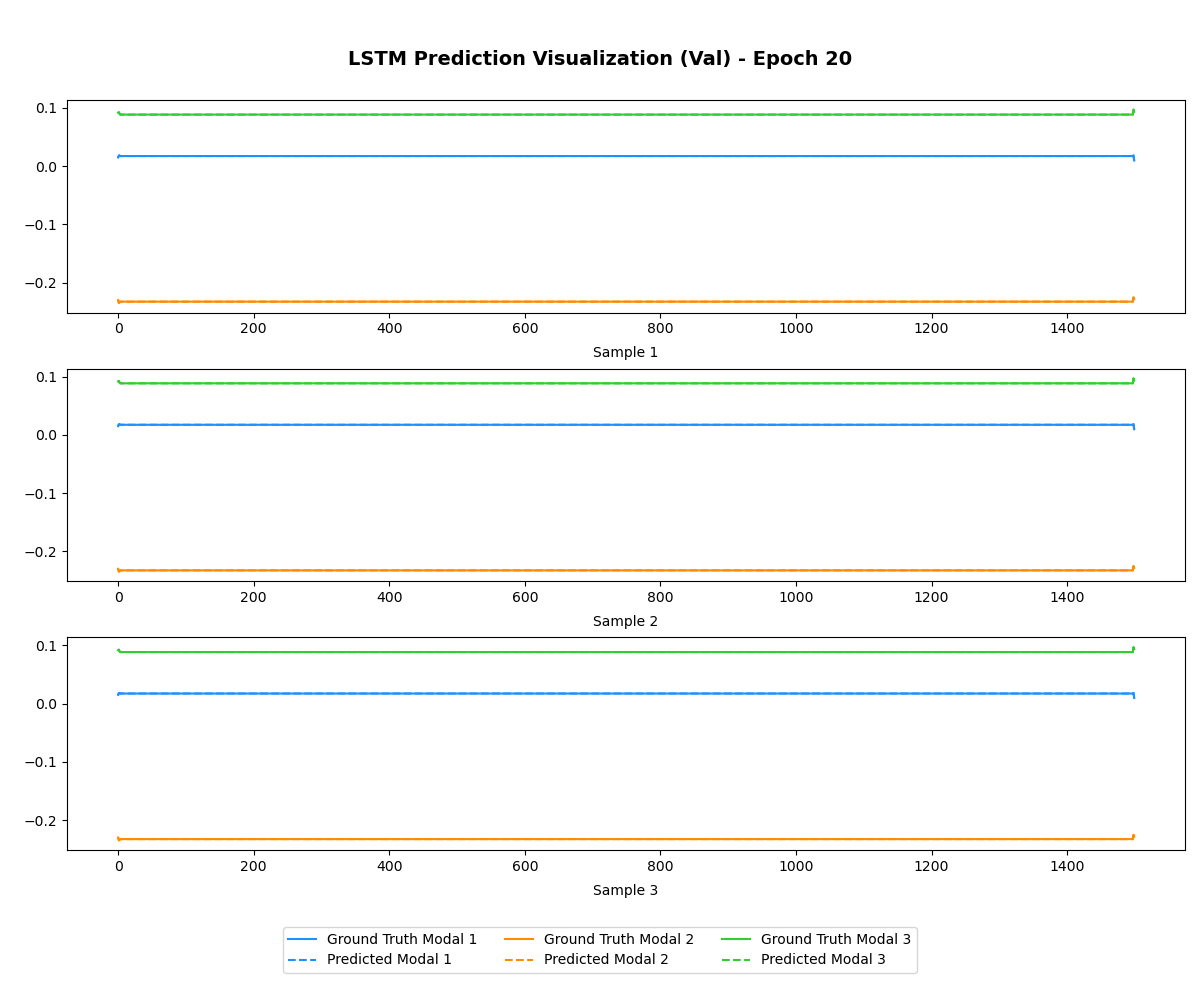 LSTM Prediction Visualization (Val) - Epoch 20
0.1
0.0
−0.1
−0.2
0 200 400 600 800 1000 1200 1400
Sample 1
0.1
0.0
−0.1
−0.2
0 200 400 600 800 1000 1200 1400
Sample 2
0.1
0.0
−0.1
−0.2
0 200 400 600 800 1000 1200 1400
Sample 3
Ground Truth Modal 1 Ground Truth Modal 2 Ground Truth Modal 3
Predicted Modal 1 Predicted Modal 2 Predicted Modal 3